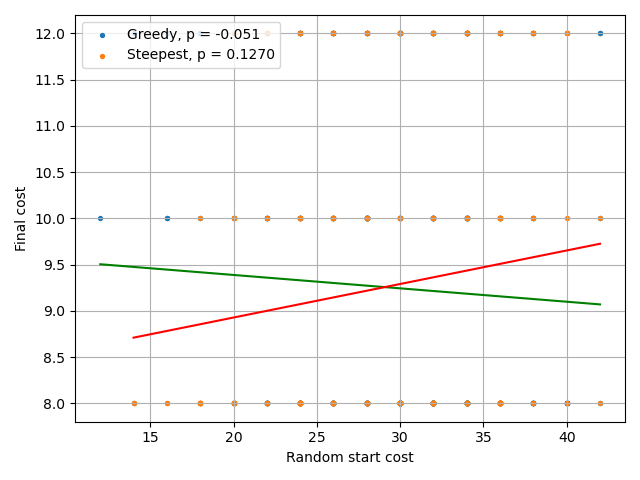 Greedy, p = -0.051
Steepest, p = 0.1270
12.0
11.5
11.0
10.5
10.0
9.5
9.0
8.5
8.0
Final cost
15 20 25 30 35 40
Random start cost